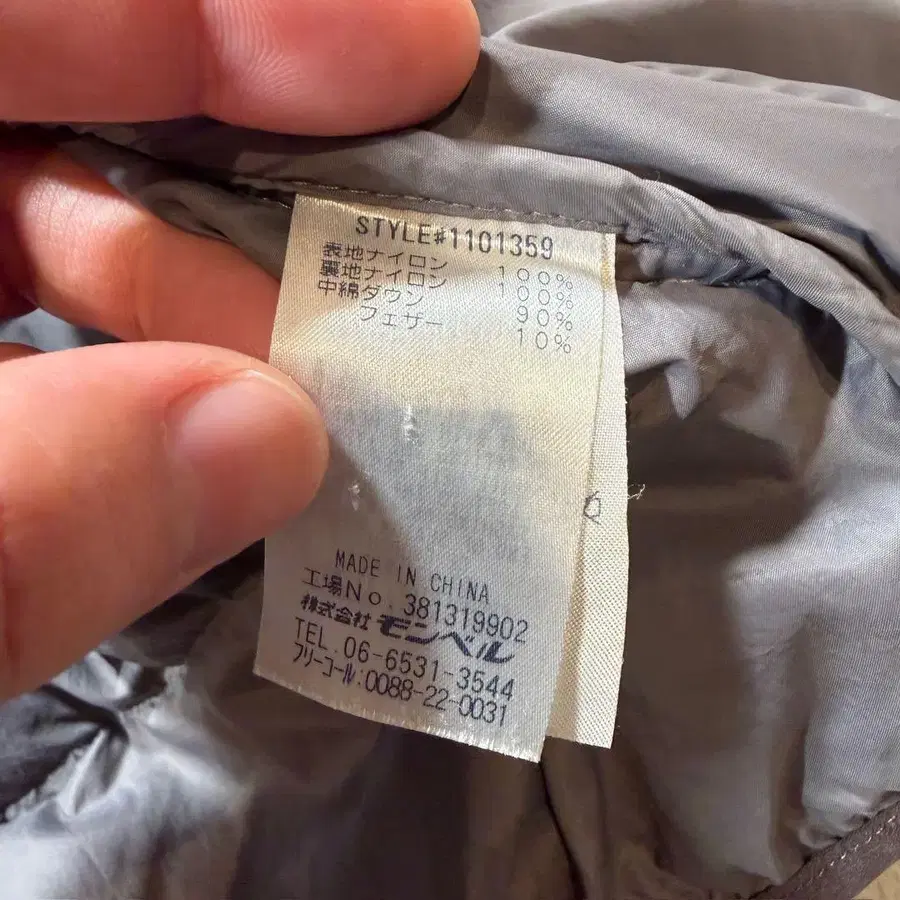 STYLE#1101359
表地ナイロン 100%
裏地ナイロン 100%
中綿ダウン 90%
フェザー 10%
MADE IN CHINA
工場No. 381319902
株式会社 モンベル
TEL.06-6531-3544
フリーコール:0088-22-0031